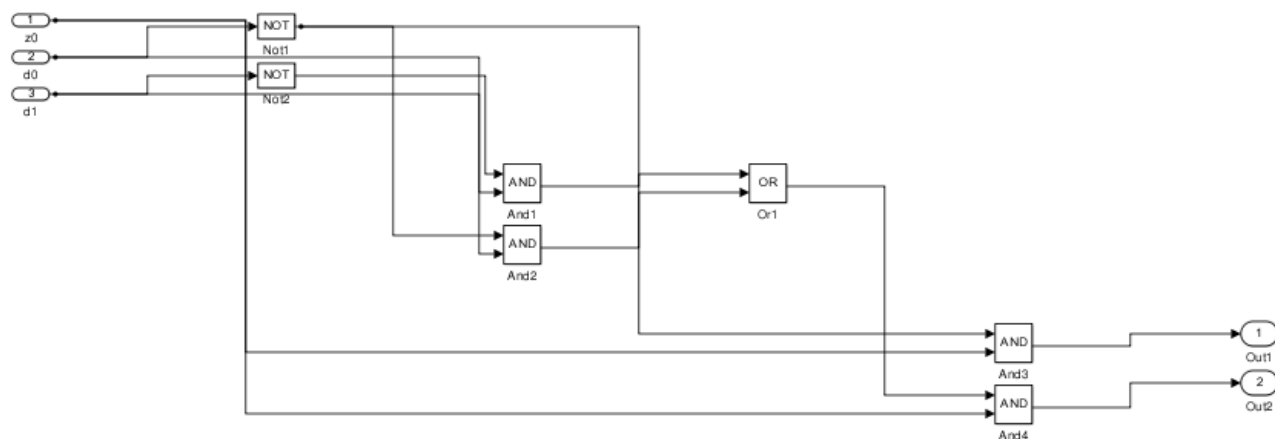 1
z0
2
d0
3
d1
NOT
Not1
NOT
Not2
AND
And1
AND
And2
OR
Or1
AND
And3
AND
And4
1
Out1
2
Out2